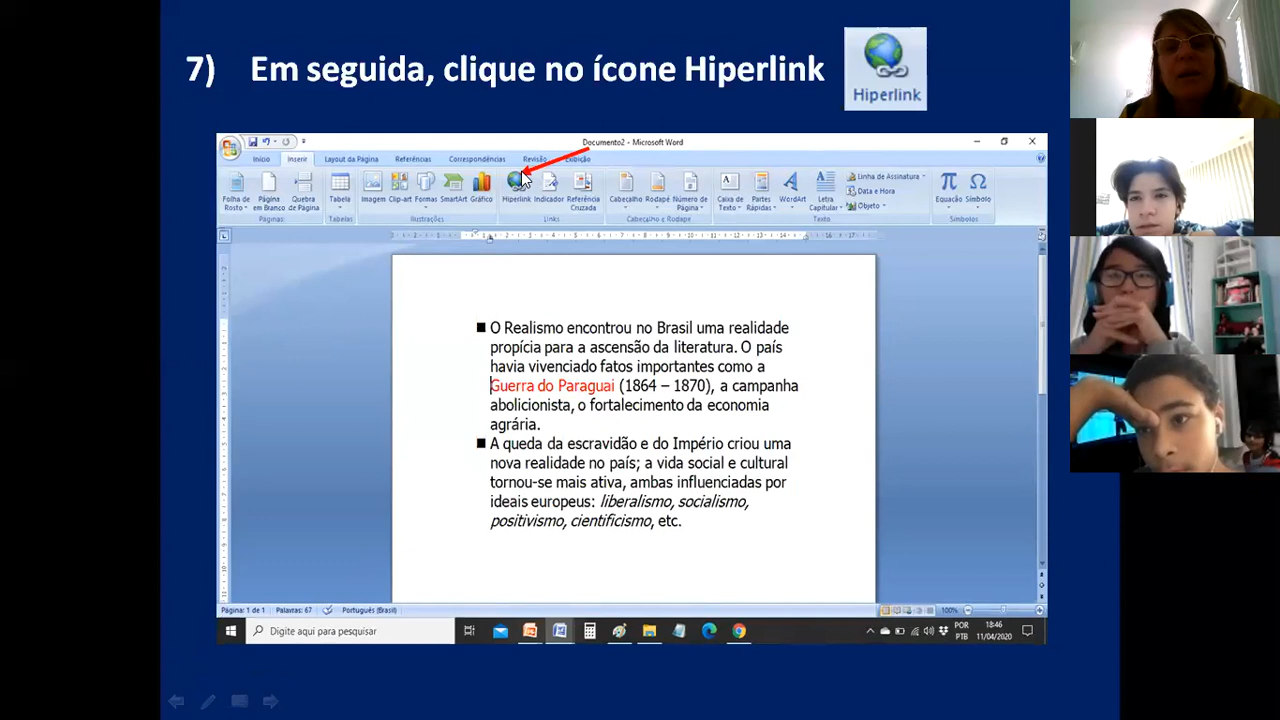 7) Em seguida, clique no ícone Hiperlink
Hiperlink
Documento2 - Microsoft Word
Início Inserir Layout da Página Referências Correspondências Revisão Exibição
Folha de Rosto Página em Branco Quebra de Página Tabela Imagem Clip-art Formas SmartArt Gráfico Hiperlink Indicador Referência Cruzada Cabeçalho Rodapé Número de Página Caixa de Texto Partes Rápidas WordArt Letra Capitular Linha de Assinatura Data e Hora Objeto Equação Símbolo
Páginas Tabelas Ilustrações Links Cabeçalho e Rodapé Texto Símbolos
■ O Realismo encontrou no Brasil uma realidade
propícia para a ascensão da literatura. O país
havia vivenciado fatos importantes como a
Guerra do Paraguai (1864 – 1870), a campanha
abolicionista, o fortalecimento da economia
agrária.
■ A queda da escravidão e do Império criou uma
nova realidade no país; a vida social e cultural
tornou-se mais ativa, ambas influenciadas por
ideais europeus: liberalismo, socialismo,
positivismo, cientificismo, etc.
Página: 1 de 1 Palavras: 67 Português (Brasil) 100%
Digite aqui para pesquisar
POR 18:46
PTB 11/04/2020